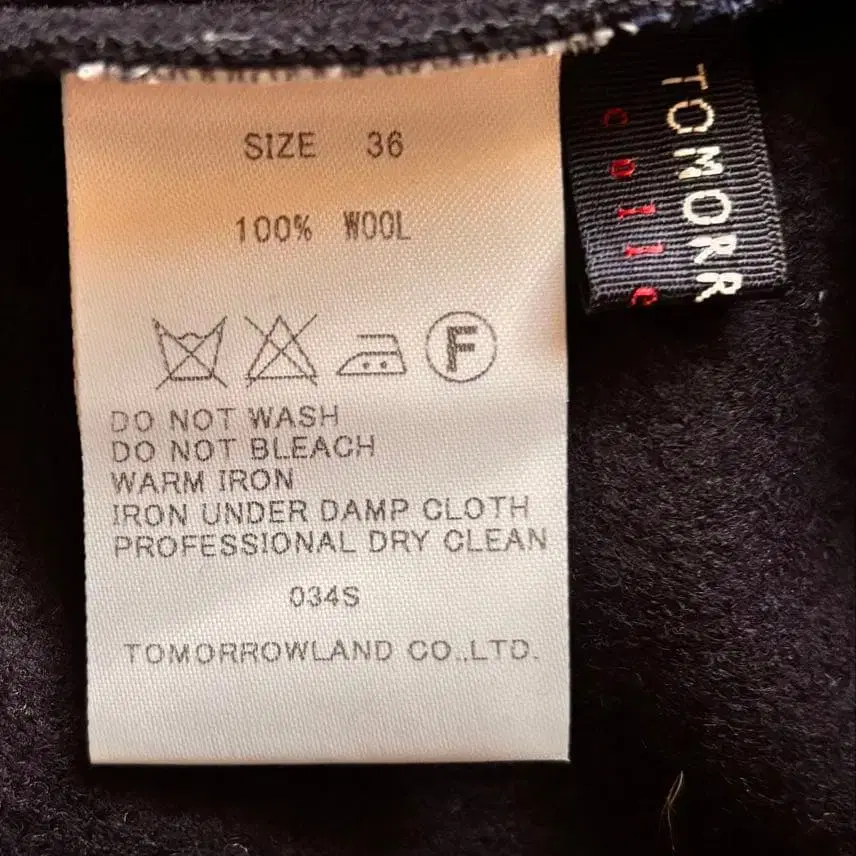 SIZE 36
100% WOOL
F
DO NOT WASH
DO NOT BLEACH
WARM IRON
IRON UNDER DAMP CLOTH
PROFESSIONAL DRY CLEAN
034S
TOMORROWLAND CO.,LTD.
TOMORR
colle